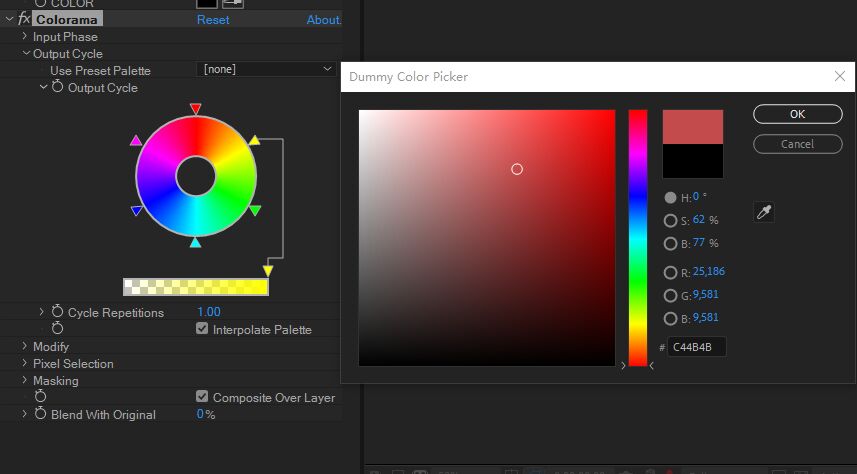 COLOR
fx Colorama Reset About.
Input Phase
Output Cycle
Use Preset Palette [none]
Output Cycle
Cycle Repetitions 1.00
Interpolate Palette
Modify
Pixel Selection
Masking
Composite Over Layer
Blend With Original 0%
Dummy Color Picker
OK
Cancel
H: 0 °
S: 62 %
B: 77 %
R: 25,186
G: 9,581
B: 9,581
# C44B4B